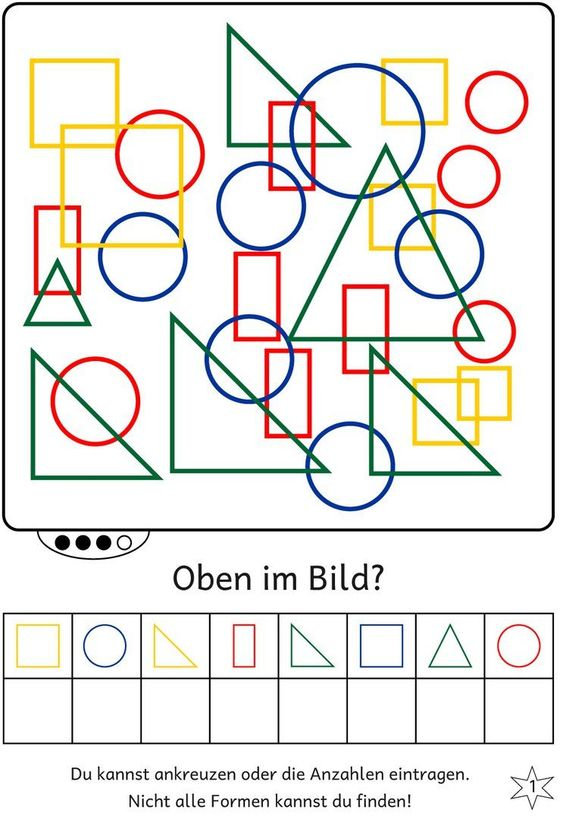 Oben im Bild?
Du kannst ankreuzen oder die Anzahlen eintragen.
Nicht alle Formen kannst du finden!
1